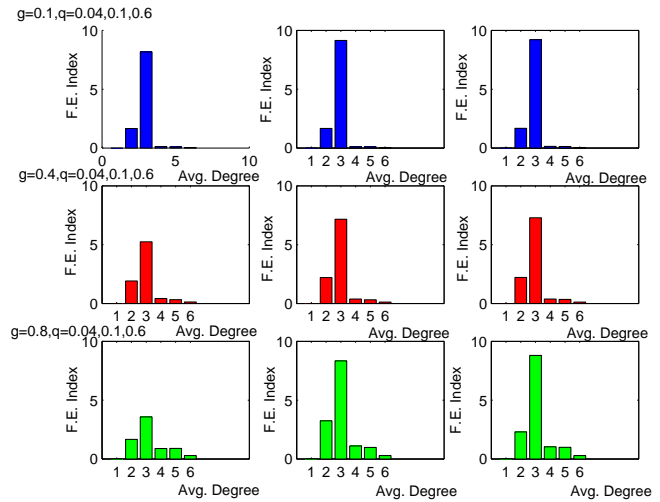 g=0.1,q=0.04,0.1,0.6
10
5
0
F.E. Index
0 5 10
Avg. Degree
10
5
0
F.E. Index
1 2 3 4 5 6
Avg. Degree
10
5
0
F.E. Index
1 2 3 4 5 6
Avg. Degree
g=0.4,q=0.04,0.1,0.6
10
5
0
F.E. Index
1 2 3 4 5 6
Avg. Degree
10
5
0
F.E. Index
1 2 3 4 5 6
Avg. Degree
10
5
0
F.E. Index
1 2 3 4 5 6
Avg. Degree
g=0.8,q=0.04,0.1,0.6
10
5
0
F.E. Index
1 2 3 4 5 6
Avg. Degree
10
5
0
F.E. Index
1 2 3 4 5 6
Avg. Degree
10
5
0
F.E. Index
1 2 3 4 5 6
Avg. Degree